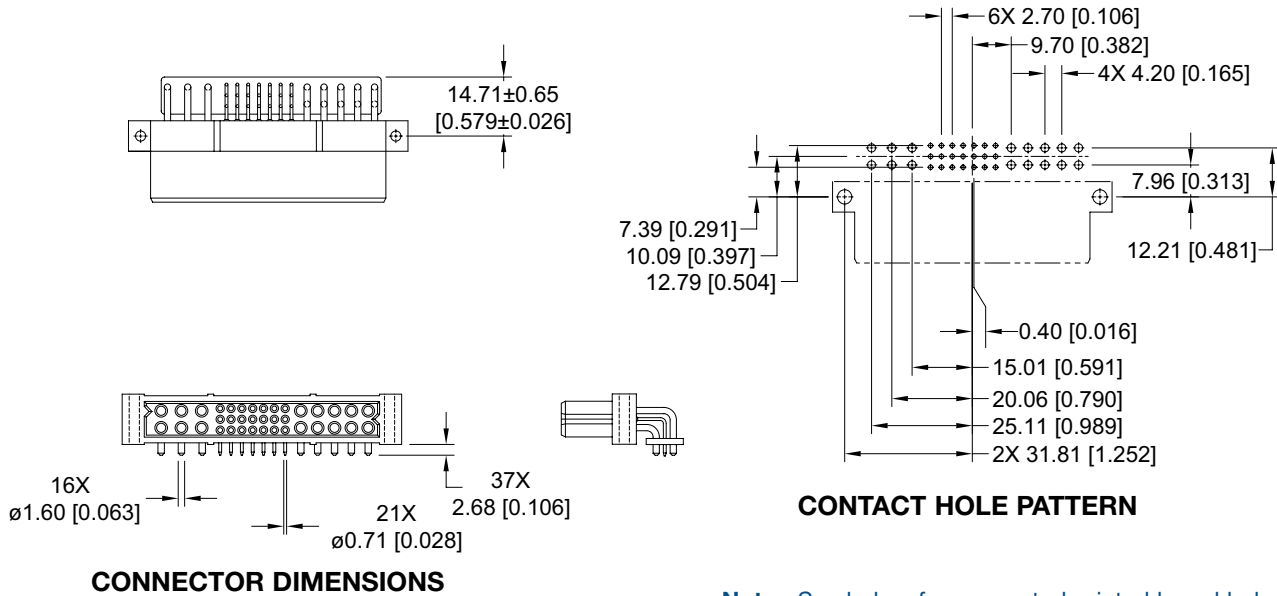 14.71±0.65
[0.579±0.026]
16X
ø1.60 [0.063]
21X
ø0.71 [0.028]
37X
2.68 [0.106]
CONNECTOR DIMENSIONS
6X 2.70 [0.106]
9.70 [0.382]
4X 4.20 [0.165]
7.96 [0.313]
12.21 [0.481]
7.39 [0.291]
10.09 [0.397]
12.79 [0.504]
0.40 [0.016]
15.01 [0.591]
20.06 [0.790]
25.11 [0.989]
2X 31.81 [1.252]
CONTACT HOLE PATTERN